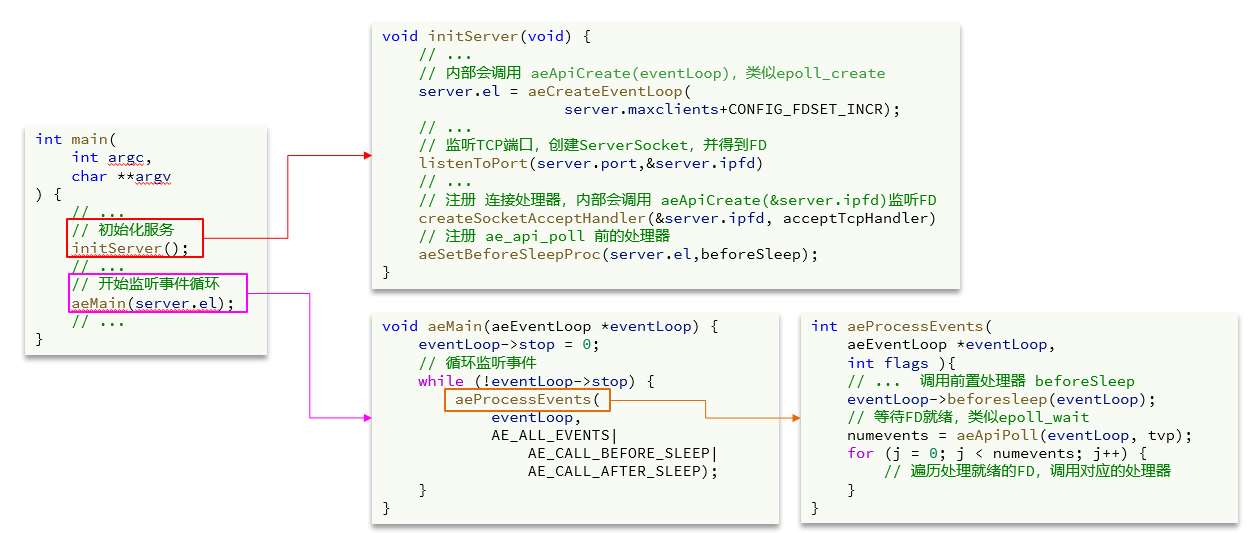 int main(
    int argc,
    char **argv
) {
    // ...
    // 初始化服务
    initServer();
    // ...
    // 开始监听事件循环
    aeMain(server.el);
    // ...
}
void initServer(void) {
    // ...
    // 内部会调用 aeApiCreate(eventLoop)，类似epoll_create
    server.el = aeCreateEventLoop(
                    server.maxclients+CONFIG_FDSET_INCR);
    // ...
    // 监听TCP端口，创建ServerSocket，并得到FD
    listenToPort(server.port,&server.ipfd)
    // ...
    // 注册 连接处理器，内部会调用 aeApiCreate(&server.ipfd)监听FD
    createSocketAcceptHandler(&server.ipfd, acceptTcpHandler)
    // 注册 ae_api_poll 前的处理器
    aeSetBeforeSleepProc(server.el,beforeSleep);
}
void aeMain(aeEventLoop *eventLoop) {
    eventLoop->stop = 0;
    // 循环监听事件
    while (!eventLoop->stop) {
        aeProcessEvents(
            eventLoop,
            AE_ALL_EVENTS|
                AE_CALL_BEFORE_SLEEP|
                AE_CALL_AFTER_SLEEP);
    }
}
int aeProcessEvents(
    aeEventLoop *eventLoop,
    int flags ){
    // ...  调用前置处理器 beforeSleep
    eventLoop->beforesleep(eventLoop);
    // 等待FD就绪，类似epoll_wait
    numevents = aeApiPoll(eventLoop, tvp);
    for (j = 0; j < numevents; j++) {
        // 遍历处理就绪的FD，调用对应的处理器
    }
}